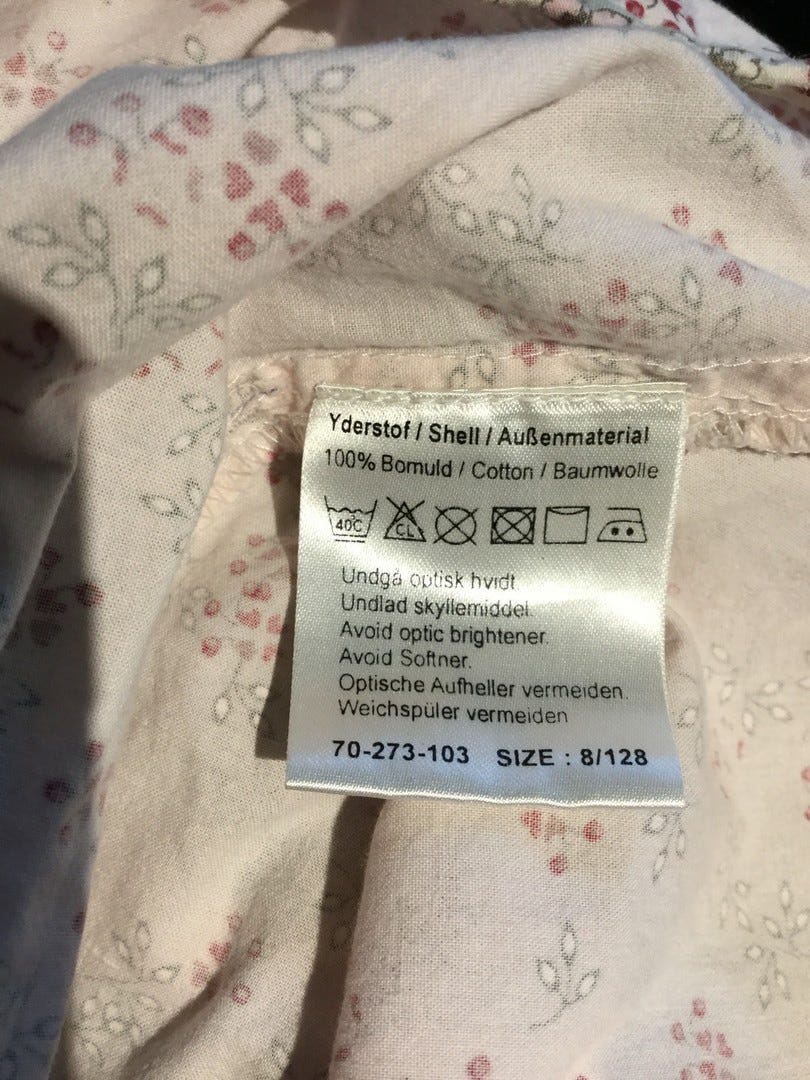 Yderstof / Shell / Außenmaterial
100% Bomuld / Cotton / Baumwolle
40C CL
Undgå optisk hvidt.
Undlad skyllemiddel.
Avoid optic brightener.
Avoid Softner.
Optische Aufheller vermeiden.
Weichspüler vermeiden
70-273-103 SIZE : 8/128